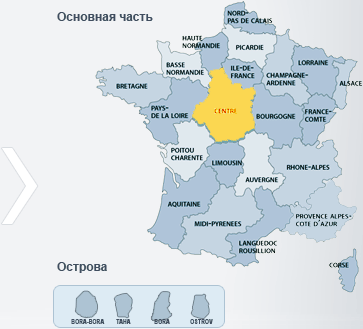 Основная часть
NORD-
PAS DE CALAIS
HAUTE
NORMANDIE
PICARDIE
BASSE
NORMANDIE
ILE-DE-
FRANCE
CHAMPAGNE-
ARDENNE
LORRAINE
ALSACE
BRETAGNE
PAYS-
DE LA LOIRE
CENTRE
BOURGOGNE
FRANCE-
COMTE
POITOU
CHARENTE
LIMOUSIN
AUVERGNE
RHONE-ALPES
AQUITAINE
MIDI-PYRENEES
PROVENCE ALPES-
COTE D'AZUR
LANGUEDOC
ROUSILLION
CORSE
Острова
BORA-BORA
TAHA
BORA
OSTROV